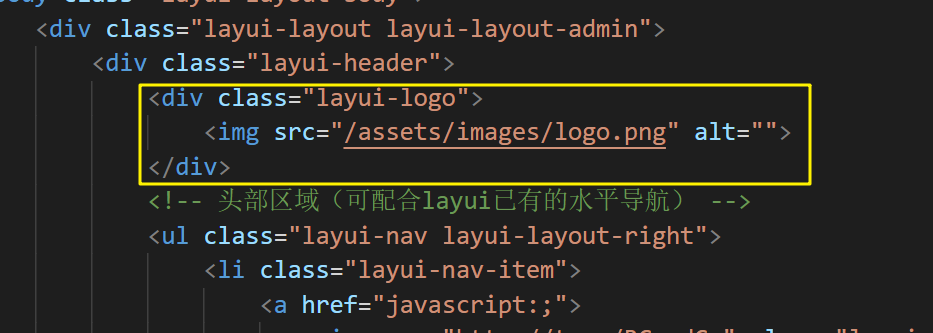 <div class="layui-layout layui-layout-admin">
<div class="layui-header">
<div class="layui-logo">
<img src="/assets/images/logo.png" alt="">
</div>
<!-- 头部区域（可配合layui已有的水平导航） -->
<ul class="layui-nav layui-layout-right">
<li class="layui-nav-item">
<a href="javascript:;">